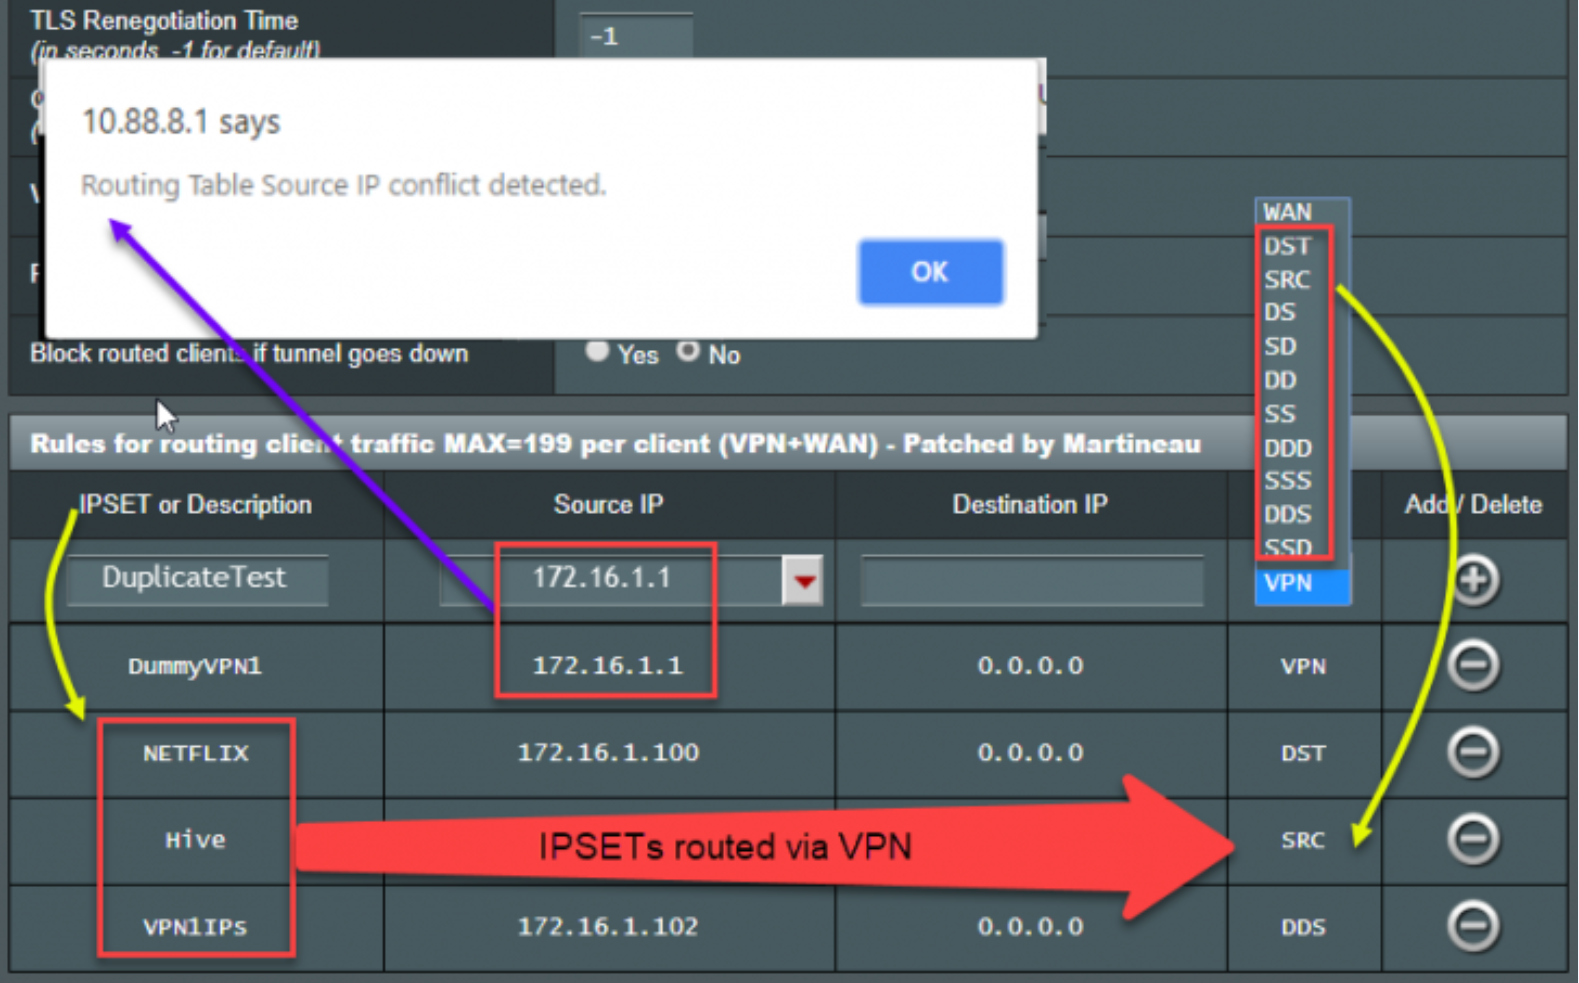 TLS Renegotiation Time
(in seconds, -1 for default)
-1
10.88.8.1 says
Routing Table Source IP conflict detected.
OK
Block routed clients if tunnel goes down
Yes No
WAN
DST
SRC
DS
SD
DD
SS
DDD
SSS
DDS
SSD
VPN
Rules for routing client traffic MAX=199 per client (VPN+WAN) - Patched by Martineau
IPSET or Description Source IP Destination IP Add / Delete
DuplicateTest 172.16.1.1
DummyVPN1 172.16.1.1 0.0.0.0 VPN
NETFLIX 172.16.1.100 0.0.0.0 DST
Hive IPSETs routed via VPN SRC
VPN1IPs 172.16.1.102 0.0.0.0 DDS